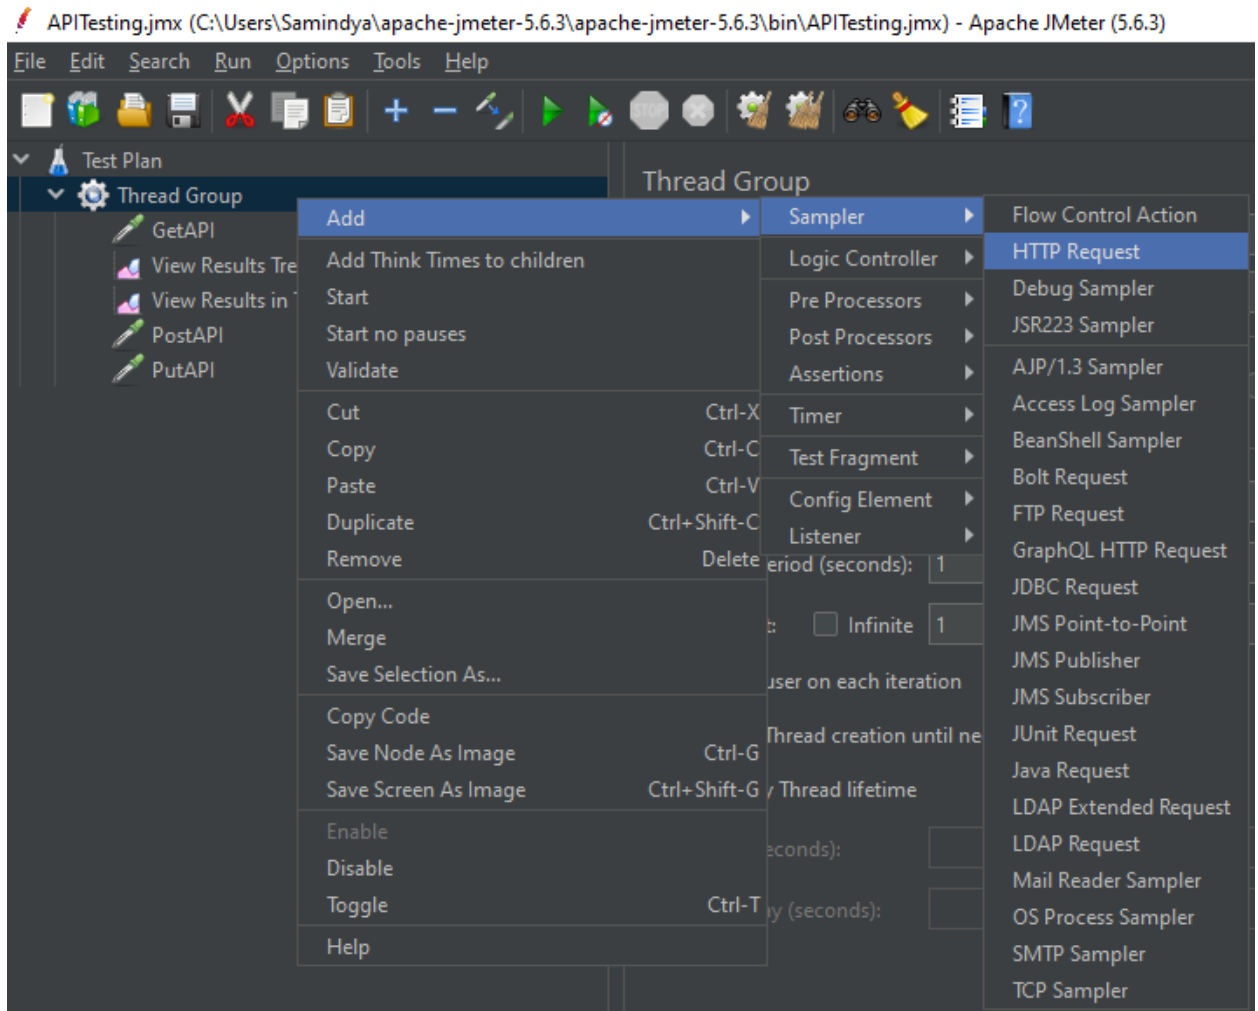 APITesting.jmx (C:\Users\Samindya\apache-jmeter-5.6.3\apache-jmeter-5.6.3\bin\APITesting.jmx) - Apache JMeter (5.6.3)
File Edit Search Run Options Tools Help
STOP
Test Plan
Thread Group
GetAPI
View Results Tre
View Results in
PostAPI
PutAPI
Thread Group
Add
Add Think Times to children
Start
Start no pauses
Validate
Cut Ctrl-X
Copy Ctrl-C
Paste Ctrl-V
Duplicate Ctrl+Shift-C
Remove Delete
Open...
Merge
Save Selection As...
Copy Code
Save Node As Image Ctrl-G
Save Screen As Image Ctrl+Shift-G
Enable
Disable
Toggle Ctrl-T
Help
Sampler
Logic Controller
Pre Processors
Post Processors
Assertions
Timer
Test Fragment
Config Element
Listener
eriod (seconds): 1
t: Infinite 1
user on each iteration
Thread creation until ne
y Thread lifetime
econds):
ay (seconds):
Flow Control Action
HTTP Request
Debug Sampler
JSR223 Sampler
AJP/1.3 Sampler
Access Log Sampler
BeanShell Sampler
Bolt Request
FTP Request
GraphQL HTTP Request
JDBC Request
JMS Point-to-Point
JMS Publisher
JMS Subscriber
JUnit Request
Java Request
LDAP Extended Request
LDAP Request
Mail Reader Sampler
OS Process Sampler
SMTP Sampler
TCP Sampler